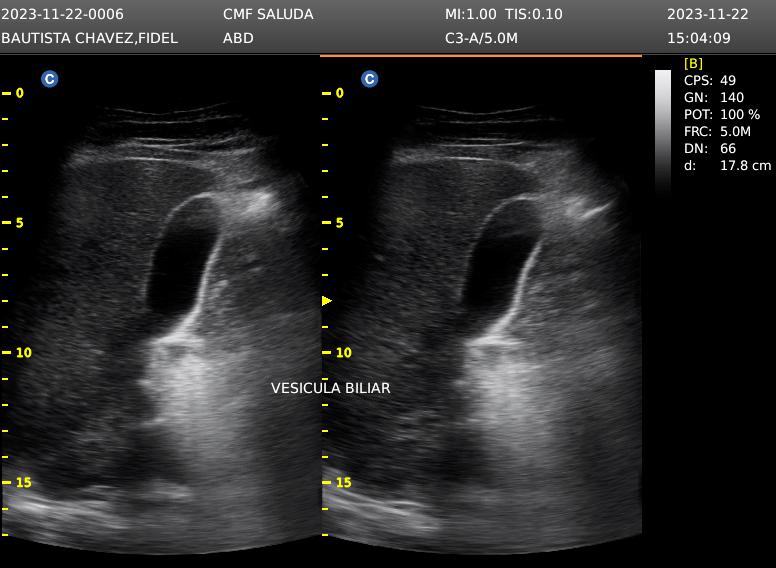 2023-11-22-0006 CMF SALUDA MI:1.00 TIS:0.10 2023-11-22
BAUTISTA CHAVEZ,FIDEL ABD C3-A/5.0M 15:04:09
[B]
CPS: 49
GN: 140
POT: 100 %
FRC: 5.0M
DN: 66
d: 17.8 cm
C
C
0
0
5
5
10
10
VESICULA BILIAR
15
15